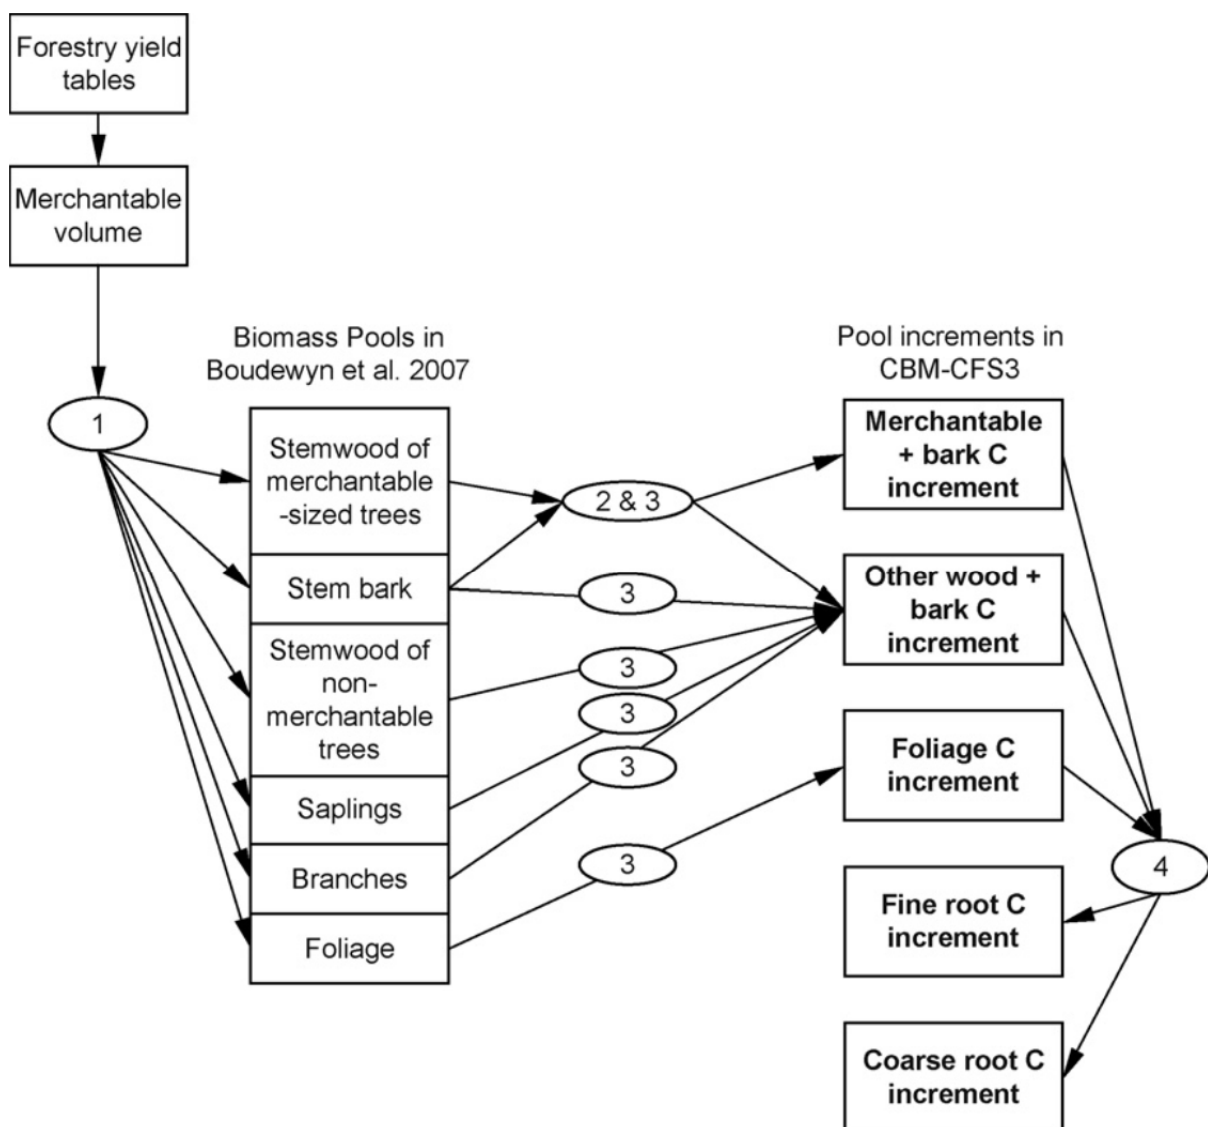 Forestry yield
tables
Merchantable
volume
1
Biomass Pools in
Boudewyn et al. 2007
Stemwood of
merchantable
-sized trees
Stem bark
Stemwood of
non-
merchantable
trees
Saplings
Branches
Foliage
2 & 3
3
3
3
3
3
Pool increments in
CBM-CFS3
Merchantable
+ bark C
increment
Other wood +
bark C
increment
Foliage C
increment
Fine root C
increment
Coarse root C
increment
4